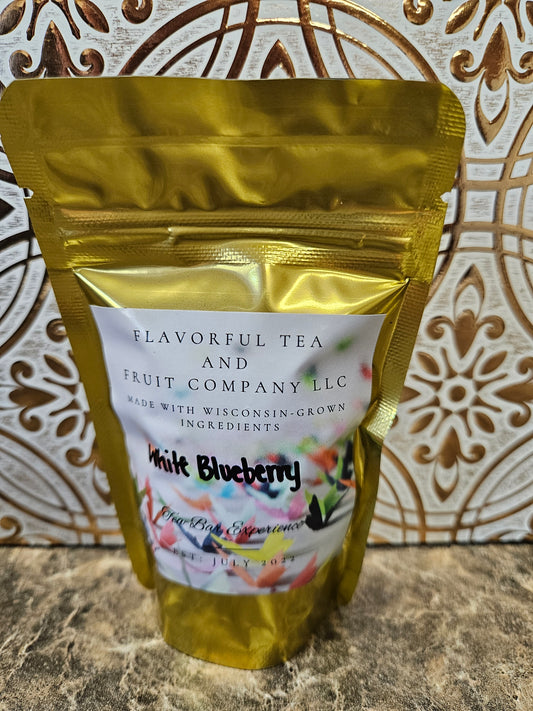 FLAVORFUL TEA
AND
FRUIT COMPANY LLC
MADE WITH WISCONSIN-GROWN
INGREDIENTS
White Blueberry
Tea Bar Experience
EST: JULY 2022